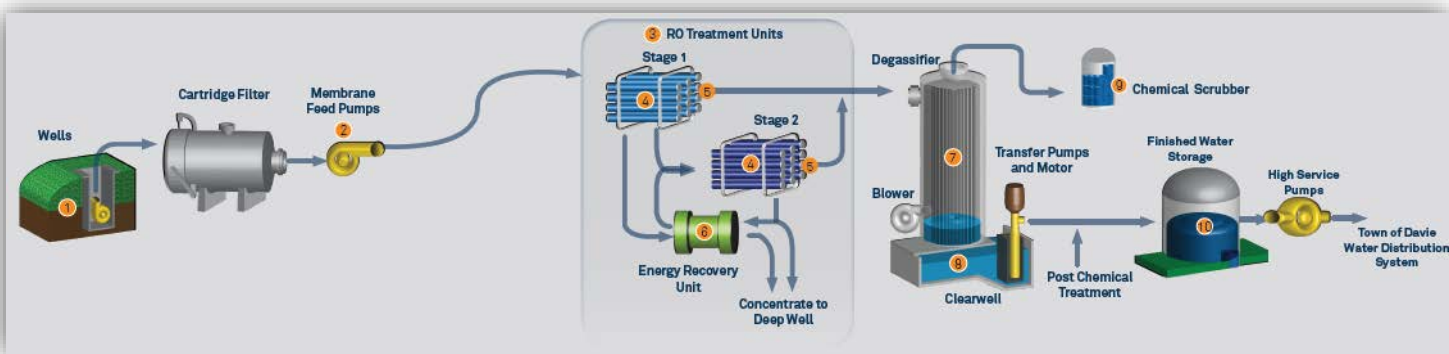 3 RO Treatment Units
Stage 1
4
5
Stage 2
4
5
6
Energy Recovery
Unit
Concentrate to
Deep Well
Wells
1
Cartridge Filter
Membrane
Feed Pumps
2
Degassifier
7
Blower
8
Clearwell
9 Chemical Scrubber
Transfer Pumps
and Motor
Post Chemical
Treatment
Finished Water
Storage
10
High Service
Pumps
Town of Davie
Water Distribution
System